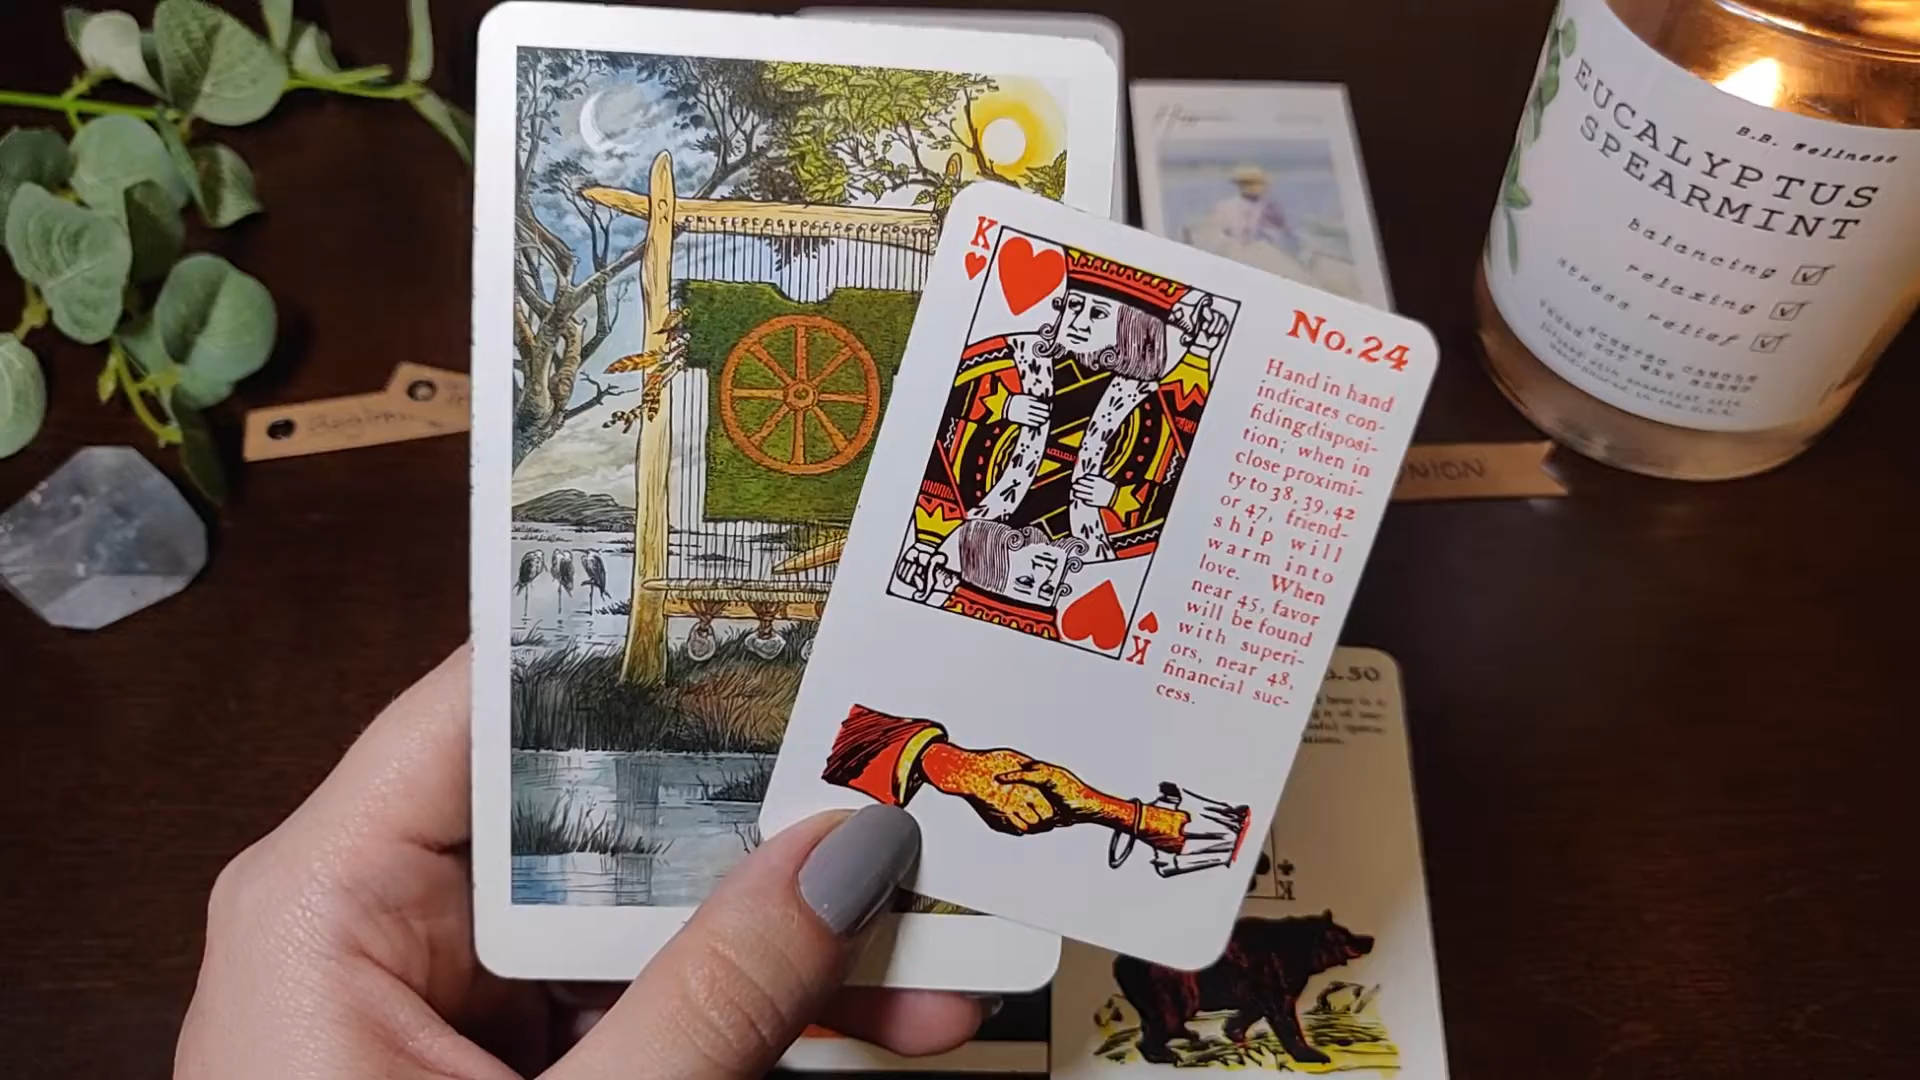 K
No.24
Hand in hand
indicates con-
fiding disposi-
tion; when in
close proximi-
ty to 38, 39, 42
or 47, friend-
ship will
warm into
love. When
near 45, favor
will be found
with superi-
ors, near 48,
financial suc-
cess.
K
EUCALYPTUS
SPEARMINT
B.B. Wellness
balancing
relaxing
stress relief
UNION
.50
K